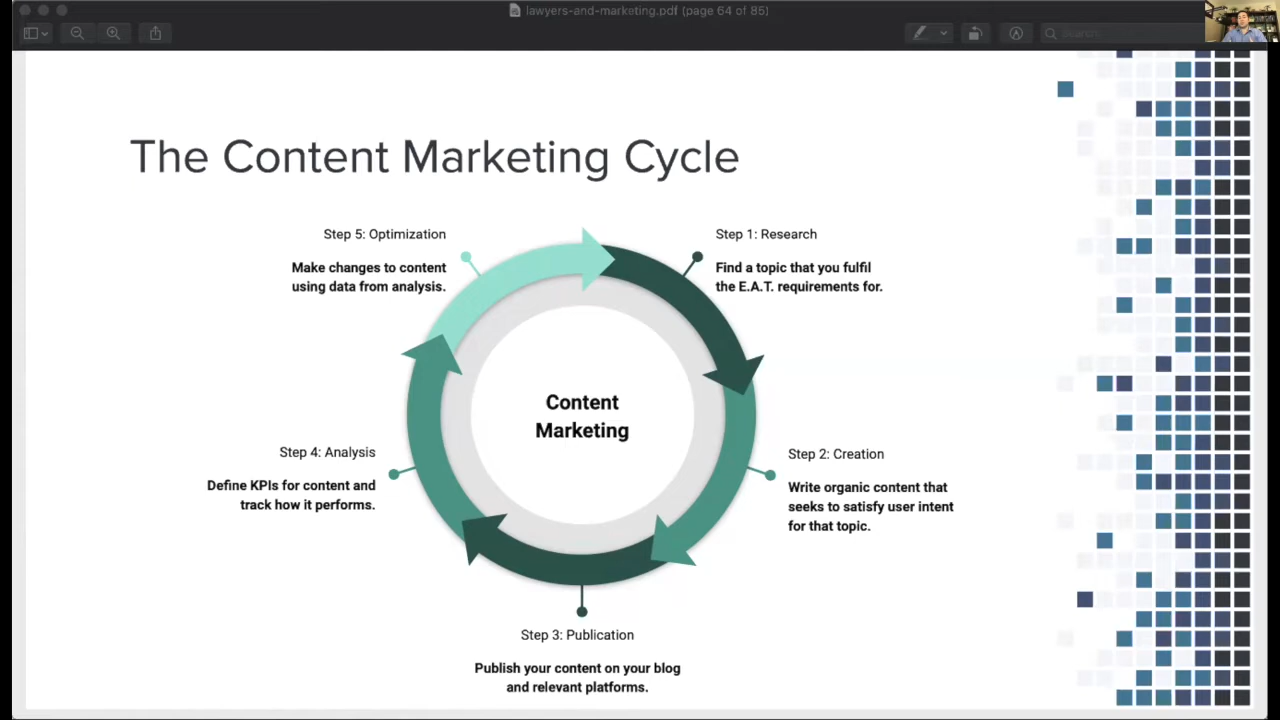 lawyers-and-marketing.pdf (page 64 of 85)
Search
The Content Marketing Cycle
Step 1: Research
Find a topic that you fulfil
the E.A.T. requirements for.
Step 2: Creation
Write organic content that
seeks to satisfy user intent
for that topic.
Step 3: Publication
Publish your content on your blog
and relevant platforms.
Step 4: Analysis
Define KPIs for content and
track how it performs.
Step 5: Optimization
Make changes to content
using data from analysis.
Content
Marketing